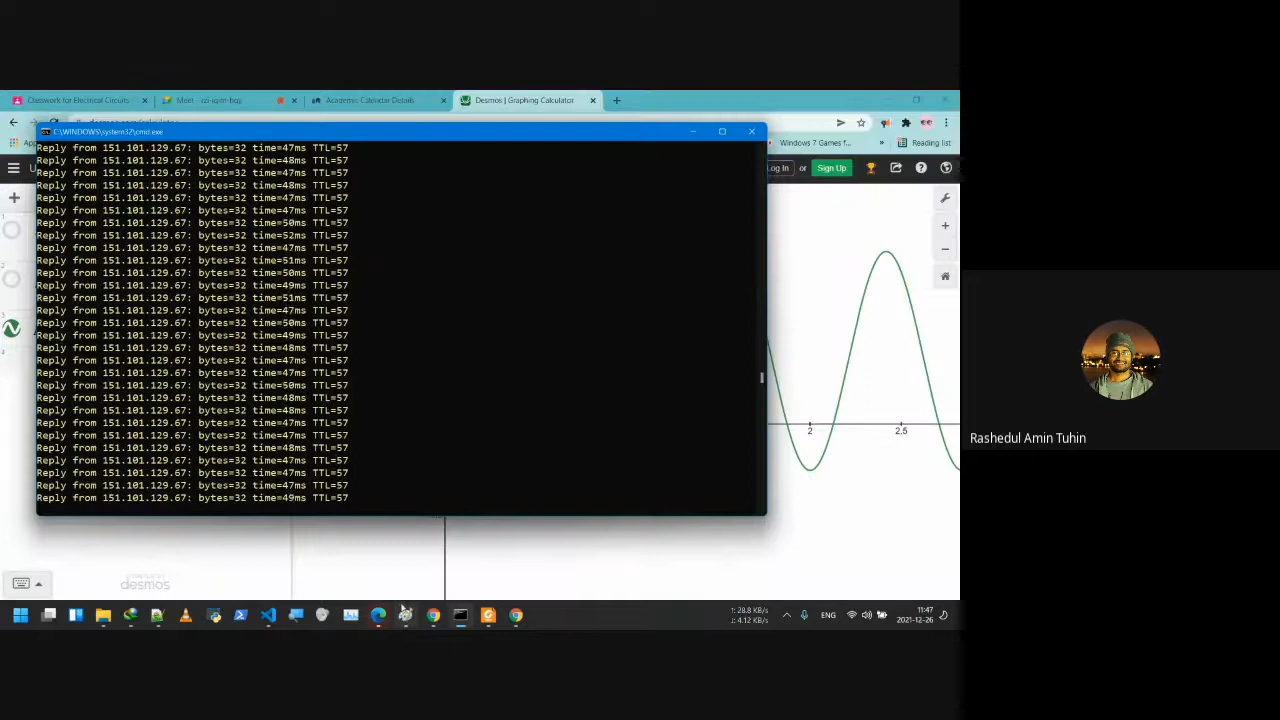 Classwork for Electrical Circuits
Meet - izi-iqim-bqy
Academic Calendar Details
Desmos | Graphing Calculator
C:\WINDOWS\system32\cmd.exe
Windows 7 Games f...
Reading list
Log In or Sign Up
Reply from 151.101.129.67: bytes=32 time=47ms TTL=57
Reply from 151.101.129.67: bytes=32 time=48ms TTL=57
Reply from 151.101.129.67: bytes=32 time=47ms TTL=57
Reply from 151.101.129.67: bytes=32 time=48ms TTL=57
Reply from 151.101.129.67: bytes=32 time=47ms TTL=57
Reply from 151.101.129.67: bytes=32 time=47ms TTL=57
Reply from 151.101.129.67: bytes=32 time=50ms TTL=57
Reply from 151.101.129.67: bytes=32 time=52ms TTL=57
Reply from 151.101.129.67: bytes=32 time=47ms TTL=57
Reply from 151.101.129.67: bytes=32 time=51ms TTL=57
Reply from 151.101.129.67: bytes=32 time=50ms TTL=57
Reply from 151.101.129.67: bytes=32 time=49ms TTL=57
Reply from 151.101.129.67: bytes=32 time=51ms TTL=57
Reply from 151.101.129.67: bytes=32 time=47ms TTL=57
Reply from 151.101.129.67: bytes=32 time=50ms TTL=57
Reply from 151.101.129.67: bytes=32 time=49ms TTL=57
Reply from 151.101.129.67: bytes=32 time=48ms TTL=57
Reply from 151.101.129.67: bytes=32 time=47ms TTL=57
Reply from 151.101.129.67: bytes=32 time=47ms TTL=57
Reply from 151.101.129.67: bytes=32 time=50ms TTL=57
Reply from 151.101.129.67: bytes=32 time=48ms TTL=57
Reply from 151.101.129.67: bytes=32 time=48ms TTL=57
Reply from 151.101.129.67: bytes=32 time=47ms TTL=57
Reply from 151.101.129.67: bytes=32 time=47ms TTL=57
Reply from 151.101.129.67: bytes=32 time=48ms TTL=57
Reply from 151.101.129.67: bytes=32 time=47ms TTL=57
Reply from 151.101.129.67: bytes=32 time=47ms TTL=57
Reply from 151.101.129.67: bytes=32 time=47ms TTL=57
Reply from 151.101.129.67: bytes=32 time=49ms TTL=57
2
2.5
Rashedul Amin Tuhin
desmos
28.8 KB/s
4.12 KB/s
ENG
11:47
2021-12-26